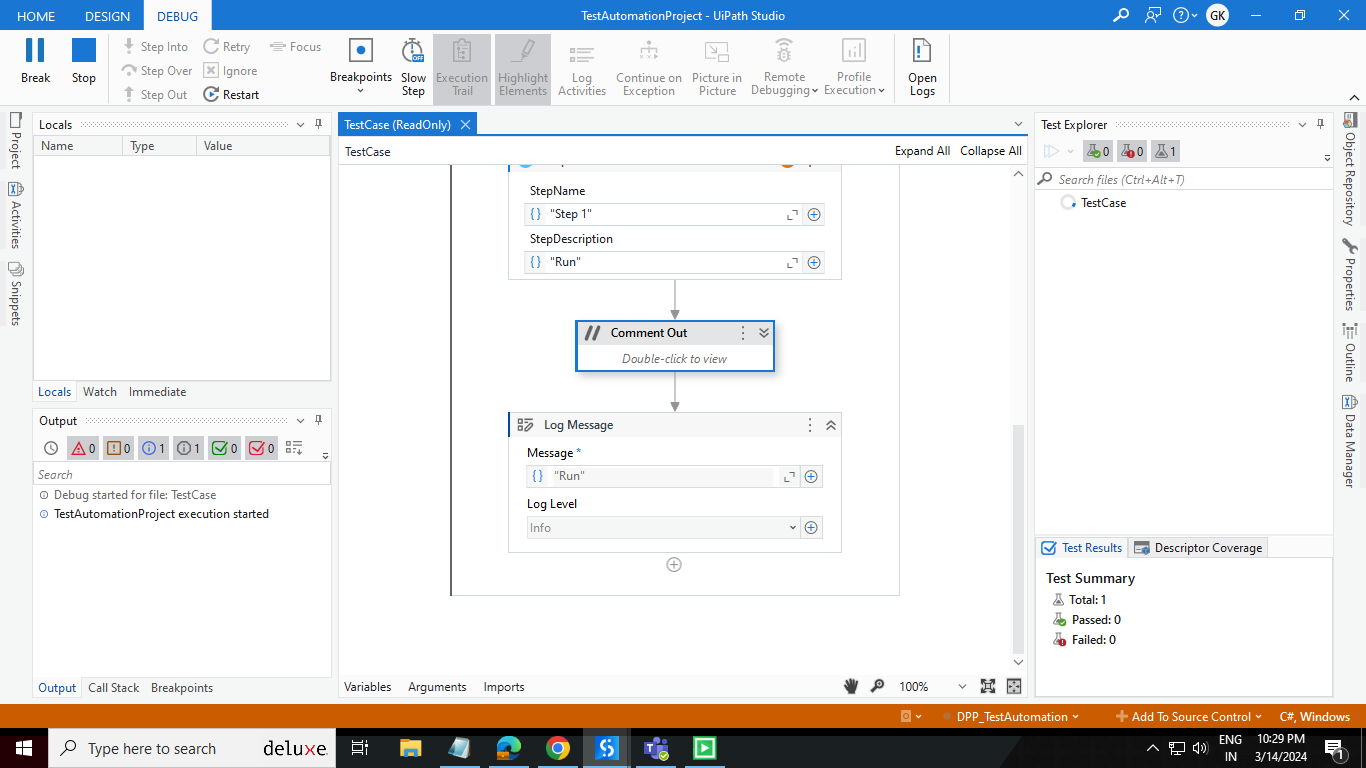 HOME DESIGN DEBUG TestAutomationProject - UiPath Studio GK
Break Stop Step Into Step Over Step Out Retry Ignore Restart Focus
Breakpoints Slow Step OFF Execution Trail Highlight Elements Log Activities Continue on Exception Picture in Picture Remote Debugging Profile Execution Open Logs
Project
Activities
Snippets
Locals
Name Type Value
Locals Watch Immediate
Output
0 0 1 1 0 0
Search
Debug started for file: TestCase
TestAutomationProject execution started
Output Call Stack Breakpoints
TestCase (ReadOnly)
TestCase Expand All Collapse All
StepName
{ } "Step 1"
StepDescription
{ } "Run"
// Comment Out
Double-click to view
Log Message
Message *
{ } "Run"
Log Level
Info
Variables Arguments Imports 100%
Test Explorer
0 0 1
Search files (Ctrl+Alt+T)
TestCase
Test Results Descriptor Coverage
Test Summary
Total: 1
Passed: 0
Failed: 0
Object Repository
Properties
Outline
Data Manager
DPP_TestAutomation Add To Source Control C#, Windows
Type here to search deluxe ENG IN 10:29 PM 3/14/2024 1